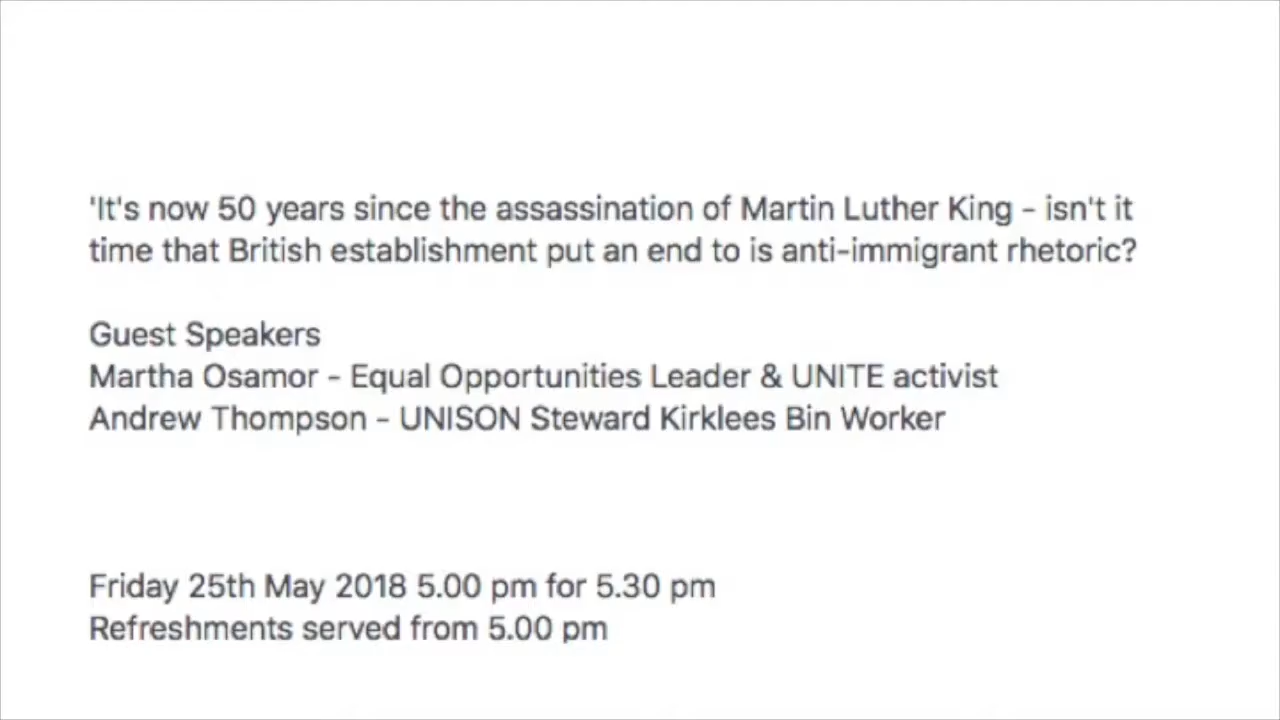 'It's now 50 years since the assassination of Martin Luther King - isn't it
time that British establishment put an end to is anti-immigrant rhetoric?
Guest Speakers
Martha Osamor - Equal Opportunities Leader & UNITE activist
Andrew Thompson - UNISON Steward Kirklees Bin Worker
Friday 25th May 2018 5.00 pm for 5.30 pm
Refreshments served from 5.00 pm